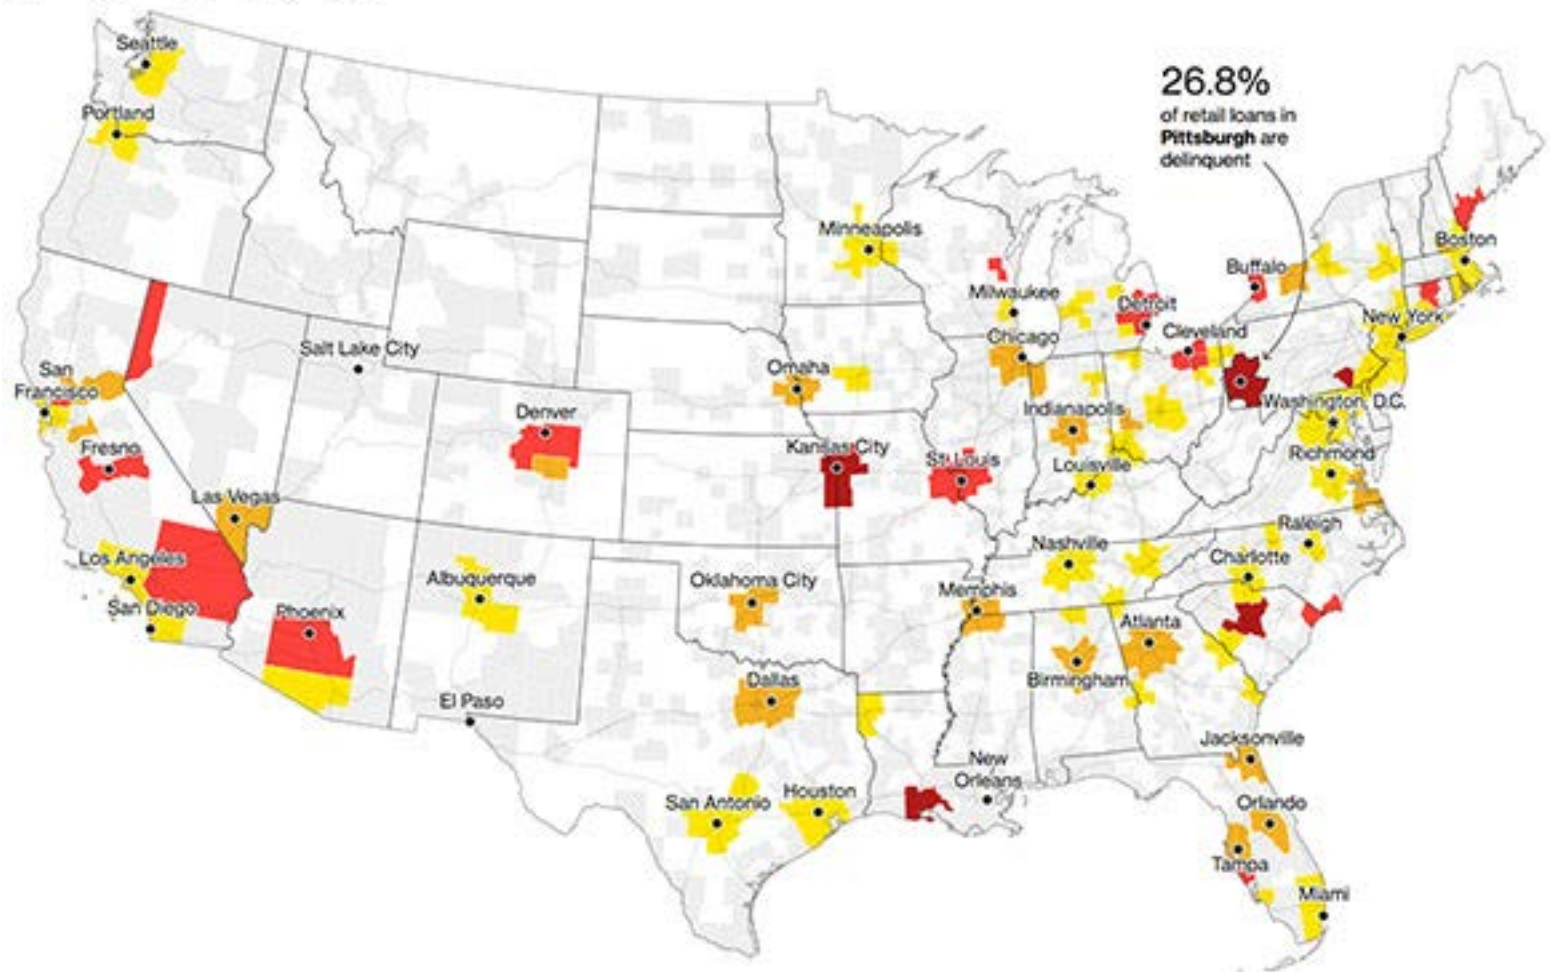 Seattle
Portland
26.8%
of retail loans in
Pittsburgh are
delinquent
Minneapolis
Boston
Buffalo
Milwaukee
Detroit
New York
Cleveland
Chicago
Salt Lake City
San
Francisco
Omaha
Washington, D.C.
Denver
Indianapolis
Fresno
Kansas City
St. Louis
Richmond
Louisville
Las Vegas
Raleigh
Nashville
Charlotte
Los Angeles
Albuquerque
Oklahoma City
Memphis
San Diego
Phoenix
Atlanta
Dallas
Birmingham
El Paso
Jacksonville
New
Orleans
San Antonio
Houston
Orlando
Tampa
Miami